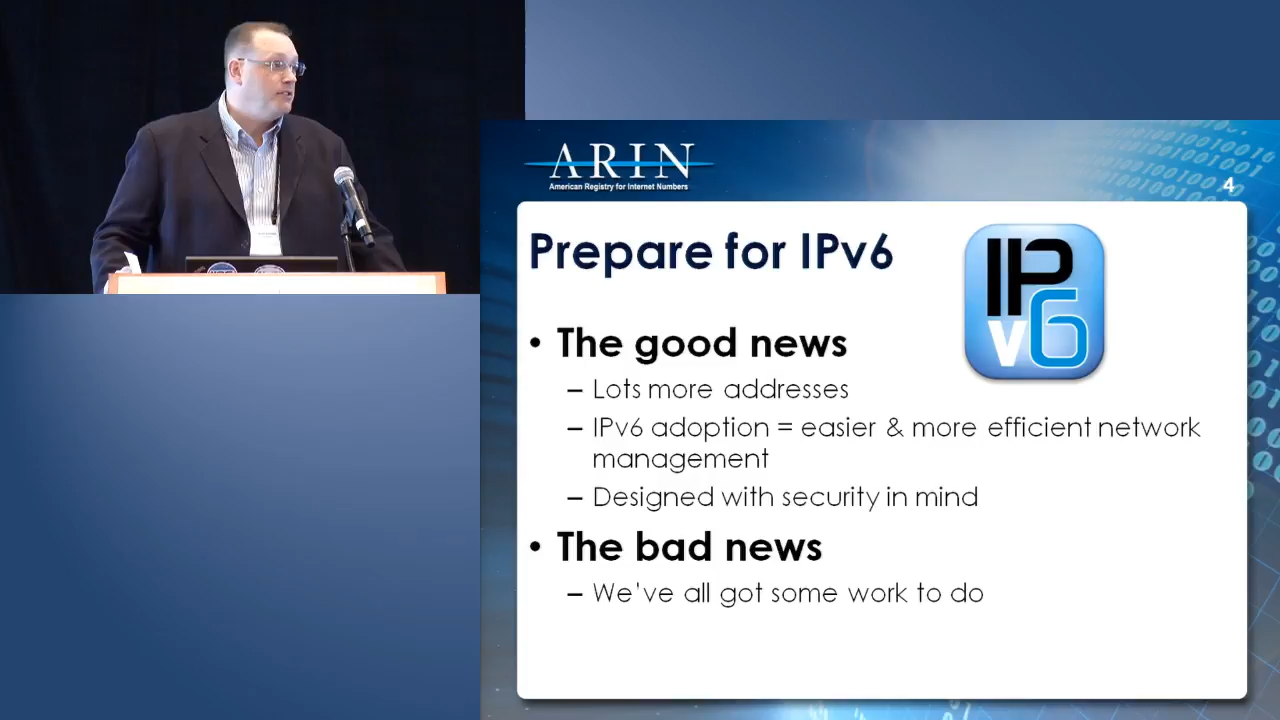 ARIN
American Registry for Internet Numbers
4
Prepare for IPv6
IPv6
• The good news
– Lots more addresses
– IPv6 adoption = easier & more efficient network
management
– Designed with security in mind
• The bad news
– We've all got some work to do